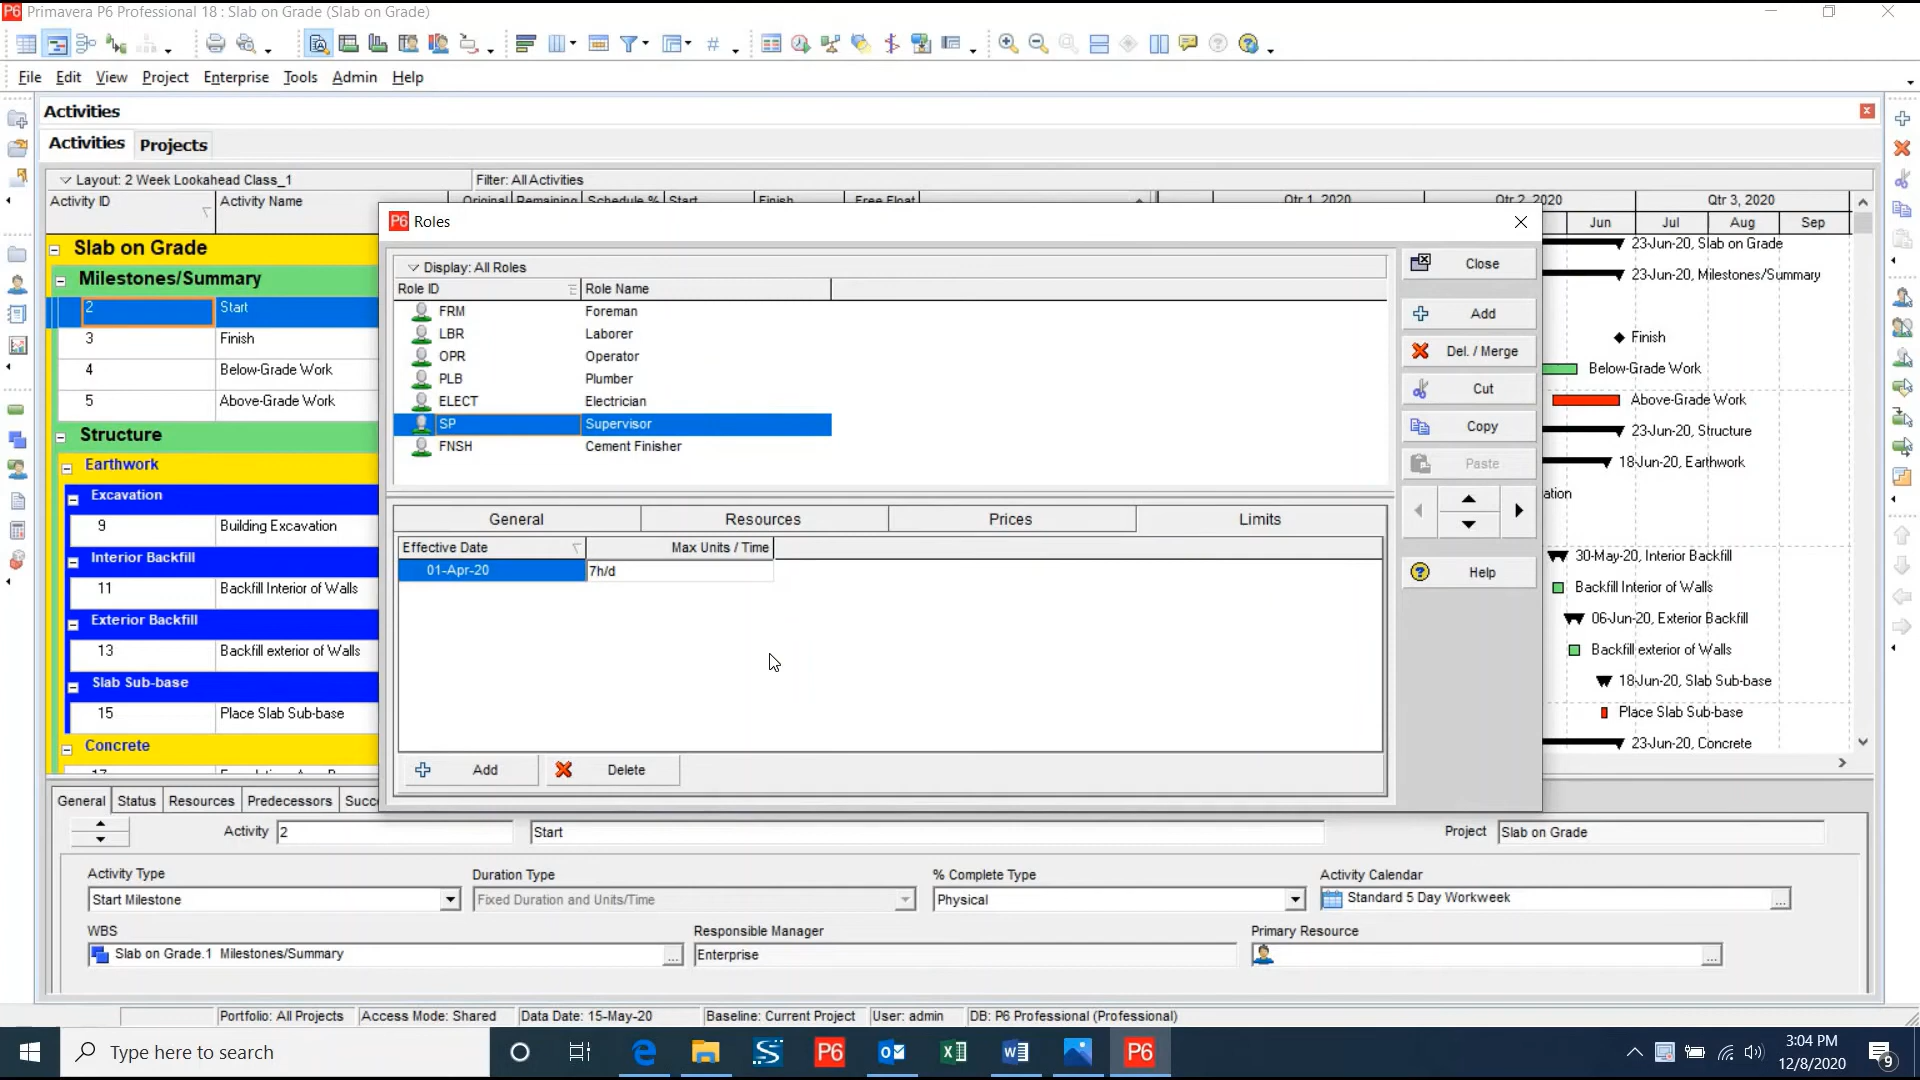 Primavera P6 Professional 18 : Slab on Grade (Slab on Grade)
File Edit View Project Enterprise Tools Admin Help
Activities
Activities Projects
Layout: 2 Week Lookahead Class_1 Filter: All Activities
Activity ID Activity Name Original Remaining Schedule % Start Finish Free Float Qtr 1, 2020 Qtr 2, 2020 Qtr 3, 2020
Jun Jul Aug Sep
Slab on Grade
Milestones/Summary
2 Start
3 Finish
4 Below-Grade Work
5 Above-Grade Work
Structure
Earthwork
Excavation
9 Building Excavation
Interior Backfill
11 Backfill Interior of Walls
Exterior Backfill
13 Backfill exterior of Walls
Slab Sub-base
15 Place Slab Sub-base
Concrete
P6 Roles
Display: All Roles
Role ID Role Name
FRM Foreman
LBR Laborer
OPR Operator
PLB Plumber
ELECT Electrician
SP Supervisor
FNSH Cement Finisher
General Resources Prices Limits
Effective Date Max Units / Time
01-Apr-20 7h/d
Add Delete
Close
Add
Del. / Merge
Cut
Copy
Paste
Help
23-Jun-20, Slab on Grade
23-Jun-20, Milestones/Summary
Finish
Below-Grade Work
Above-Grade Work
23-Jun-20, Structure
18-Jun-20, Earthwork
ation
30-May-20, Interior Backfill
Backfill Interior of Walls
06-Jun-20, Exterior Backfill
Backfill exterior of Walls
18-Jun-20, Slab Sub-base
Place Slab Sub-base
23-Jun-20, Concrete
General Status Resources Predecessors Succ
Activity 2 Start Project Slab on Grade
Activity Type Duration Type % Complete Type Activity Calendar
Start Milestone Fixed Duration and Units/Time Physical Standard 5 Day Workweek
WBS Responsible Manager Primary Resource
Slab on Grade.1 Milestones/Summary Enterprise
Portfolio: All Projects Access Mode: Shared Data Date: 15-May-20 Baseline: Current Project User: admin DB: P6 Professional (Professional)
Type here to search
3:04 PM
12/8/2020
9